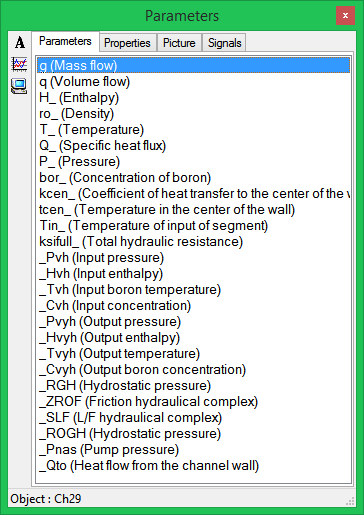 Parameters
x
A
Parameters Properties Picture Signals
g (Mass flow)
q (Volume flow)
H_ (Enthalpy)
ro_ (Density)
T_ (Temperature)
Q_ (Specific heat flux)
P_ (Pressure)
bor_ (Concentration of boron)
kcen_ (Coefficient of heat transfer to the center of the
tcen_ (Temperature in the center of the wall)
Tin_ (Temperature of input of segment)
ksifull_ (Total hydraulic resistance)
_Pvh (Input pressure)
_Hvh (Input enthalpy)
_Tvh (Input boron temperature)
_Cvh (Input concentration)
_Pvyh (Output pressure)
_Hvyh (Output enthalpy)
_Tvyh (Output temperature)
_Cvyh (Output boron concentration)
_RGH (Hydrostatic pressure)
_ZROF (Friction hydraulical complex)
_SLF (L/F hydraulical complex)
_ROGH (Hydrostatic pressure)
_Pnas (Pump pressure)
_Qto (Heat flow from the channel wall)
Object : Ch29